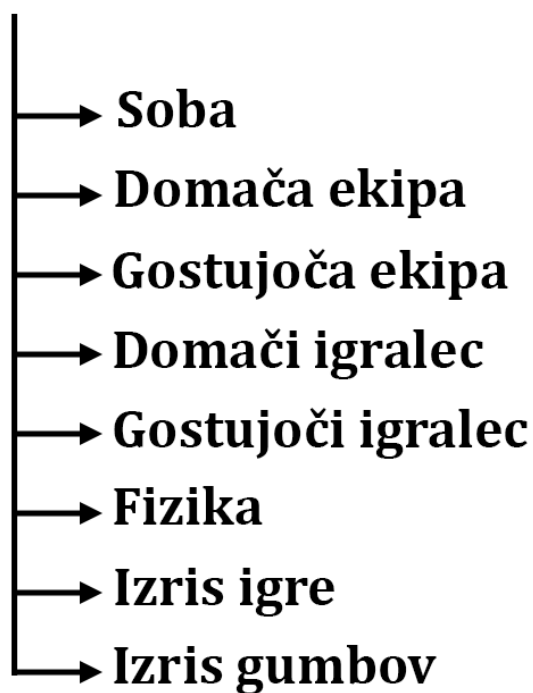 Soba
Domača ekipa
Gostujoča ekipa
Domači igralec
Gostujoči igralec
Fizika
Izris igre
Izris gumbov